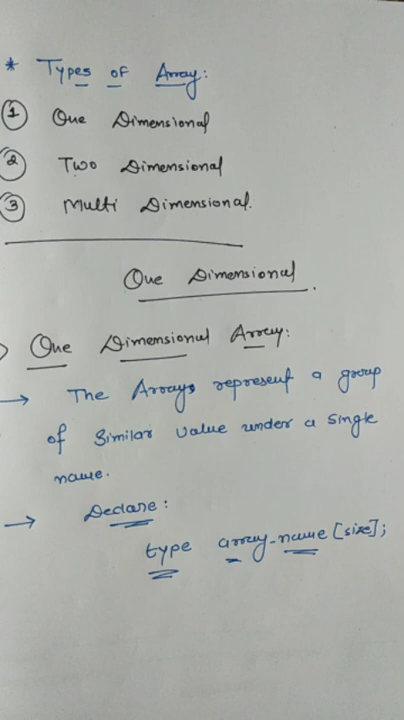 * Types of Array:
① One Dimensional
② Two Dimensional
③ Multi Dimensional.
One Dimensional.
One Dimensional Array:
→ The Arrays represent a group
of Similar value under a single
name.
→ Declare:
type array-name [size];